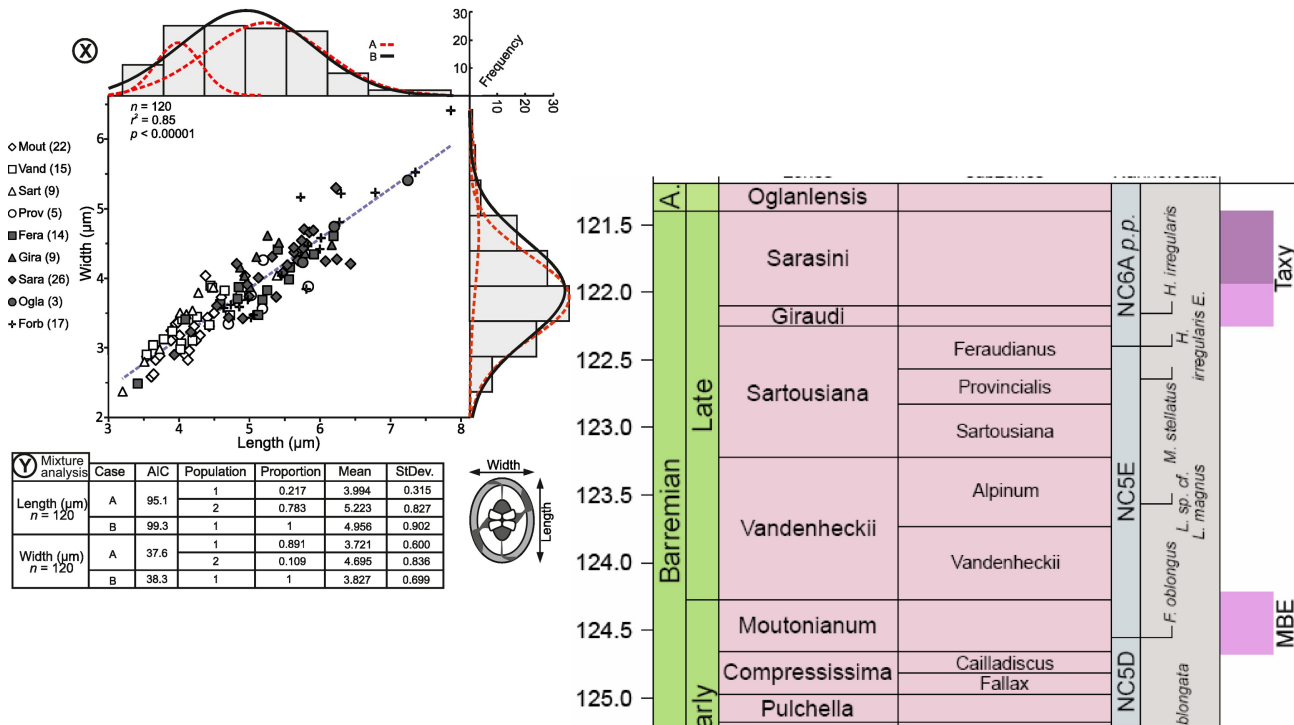 X
30
20
10
Frequency
10
20
30
A
B
n = 120
r² = 0.85
p < 0.00001
Mout (22)
Vand (15)
Sart (9)
Prov (5)
Fera (14)
Gira (9)
Sara (26)
Ogla (3)
Forb (17)
Width (µm)
6
5
4
3
2
3
4
5
6
7
8
Length (µm)
Y Mixture analysis
Case AIC Population Proportion Mean StDev.
Length (µm)
n = 120
A 95.1 1 0.217 3.994 0.315
2 0.783 5.223 0.827
B 99.3 1 1 4.956 0.902
Width (µm)
n = 120
A 37.6 1 0.891 3.721 0.600
2 0.109 4.695 0.836
B 38.3 1 1 3.827 0.699
Width
Length
121.5
122.0
122.5
123.0
123.5
124.0
124.5
125.0
A.
Barremian
Late
arly
Oglanlensis
Sarasini
Giraudi
Sartousiana
Vandenheckii
Moutonianum
Compressissima
Pulchella
Feraudianus
Provincialis
Sartousiana
Alpinum
Vandenheckii
Cailladiscus
Fallax
NC6A p.p.
NC5E
NC5D
H. irregularis
H.
irregularis E.
M. stellatus
L. sp. cf.
L. magnus
F. oblongus
blongata
Taxy
MBE